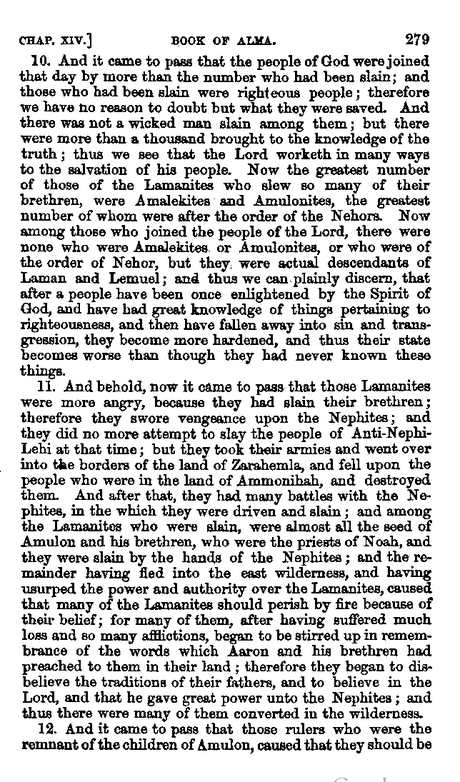 CHAP. XIV.] BOOK OF ALMA. 279
10. And it came to pass that the people of God were joined
that day by more than the number who had been slain; and
those who had been slain were righteous people; therefore
we have no reason to doubt but what they were saved. And
there was not a wicked man slain among them; but there
were more than a thousand brought to the knowledge of the
truth; thus we see that the Lord worketh in many ways
to the salvation of his people. Now the greatest number
of those of the Lamanites who slew so many of their
brethren, were Amalekites and Amulonites, the greatest
number of whom were after the order of the Nehors. Now
among those who joined the people of the Lord, there were
none who were Amalekites or Amulonites, or who were of
the order of Nehor, but they were actual descendants of
Laman and Lemuel; and thus we can plainly discern, that
after a people have been once enlightened by the Spirit of
God, and have had great knowledge of things pertaining to
righteousness, and then have fallen away into sin and trans-
gression, they become more hardened, and thus their state
becomes worse than though they had never known these
things.
11. And behold, now it came to pass that those Lamanites
were more angry, because they had slain their brethren;
therefore they swore vengeance upon the Nephites; and
they did no more attempt to slay the people of Anti-Nephi-
Lehi at that time; but they took their armies and went over
into the borders of the land of Zarahemla, and fell upon the
people who were in the land of Ammonihah, and destroyed
them. And after that, they had many battles with the Ne-
phites, in the which they were driven and slain; and among
the Lamanites who were slain, were almost all the seed of
Amulon and his brethren, who were the priests of Noah, and
they were slain by the hands of the Nephites; and the re-
mainder having fled into the east wilderness, and having
usurped the power and authority over the Lamanites, caused
that many of the Lamanites should perish by fire because of
their belief; for many of them, after having suffered much
loss and so many afflictions, began to be stirred up in remem-
brance of the words which Aaron and his brethren had
preached to them in their land; therefore they began to dis-
believe the traditions of their fathers, and to believe in the
Lord, and that he gave great power unto the Nephites; and
thus there were many of them converted in the wilderness.
12. And it came to pass that those rulers who were the
remnant of the children of Amulon, caused that they should be